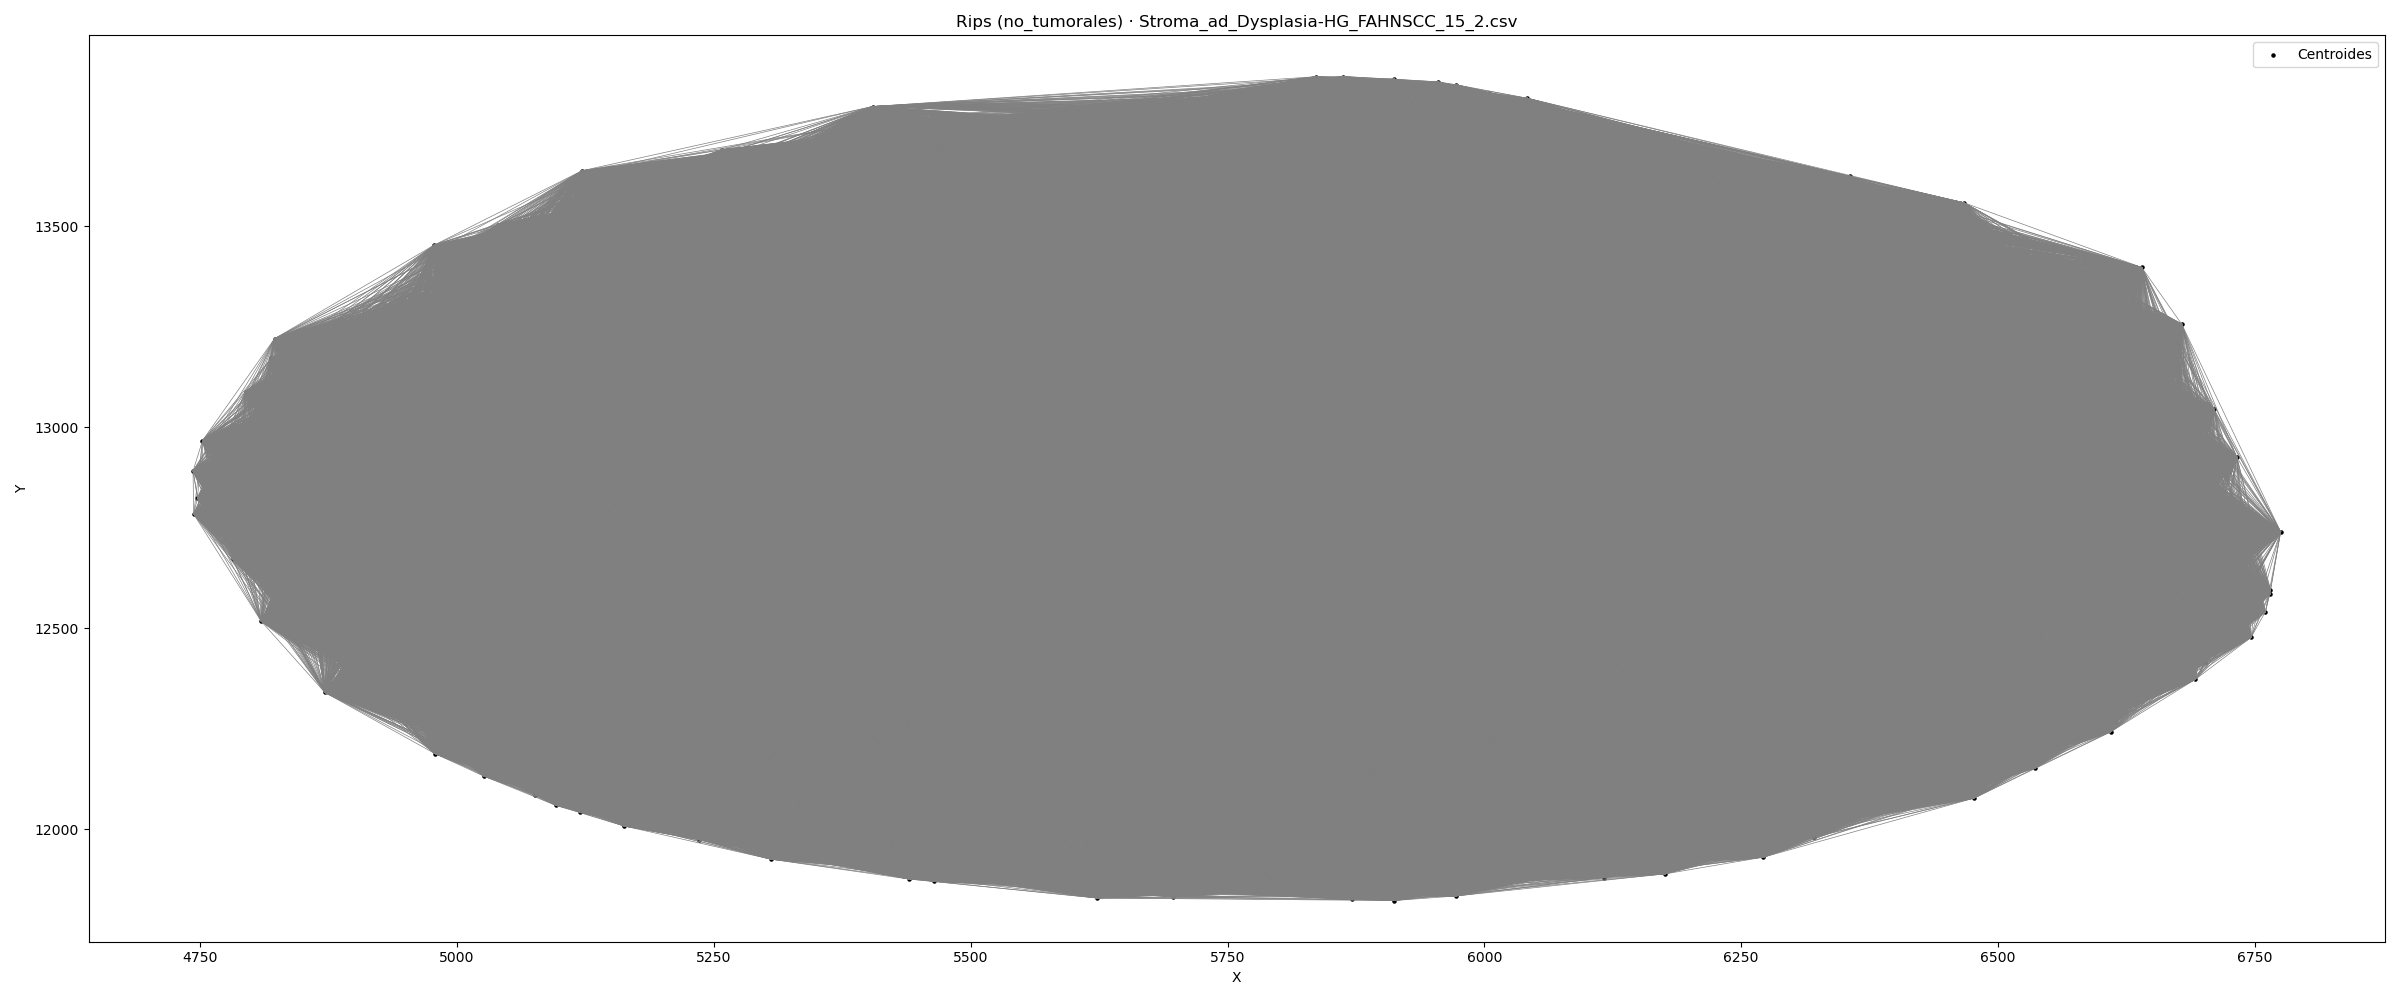 Rips (no_tumorales) · Stroma_ad_Dysplasia-HG_FAHNSCC_15_2.csv
Centroides
13500
13000
12500
12000
Y
4750 5000 5250 5500 5750 6000 6250 6500 6750
X